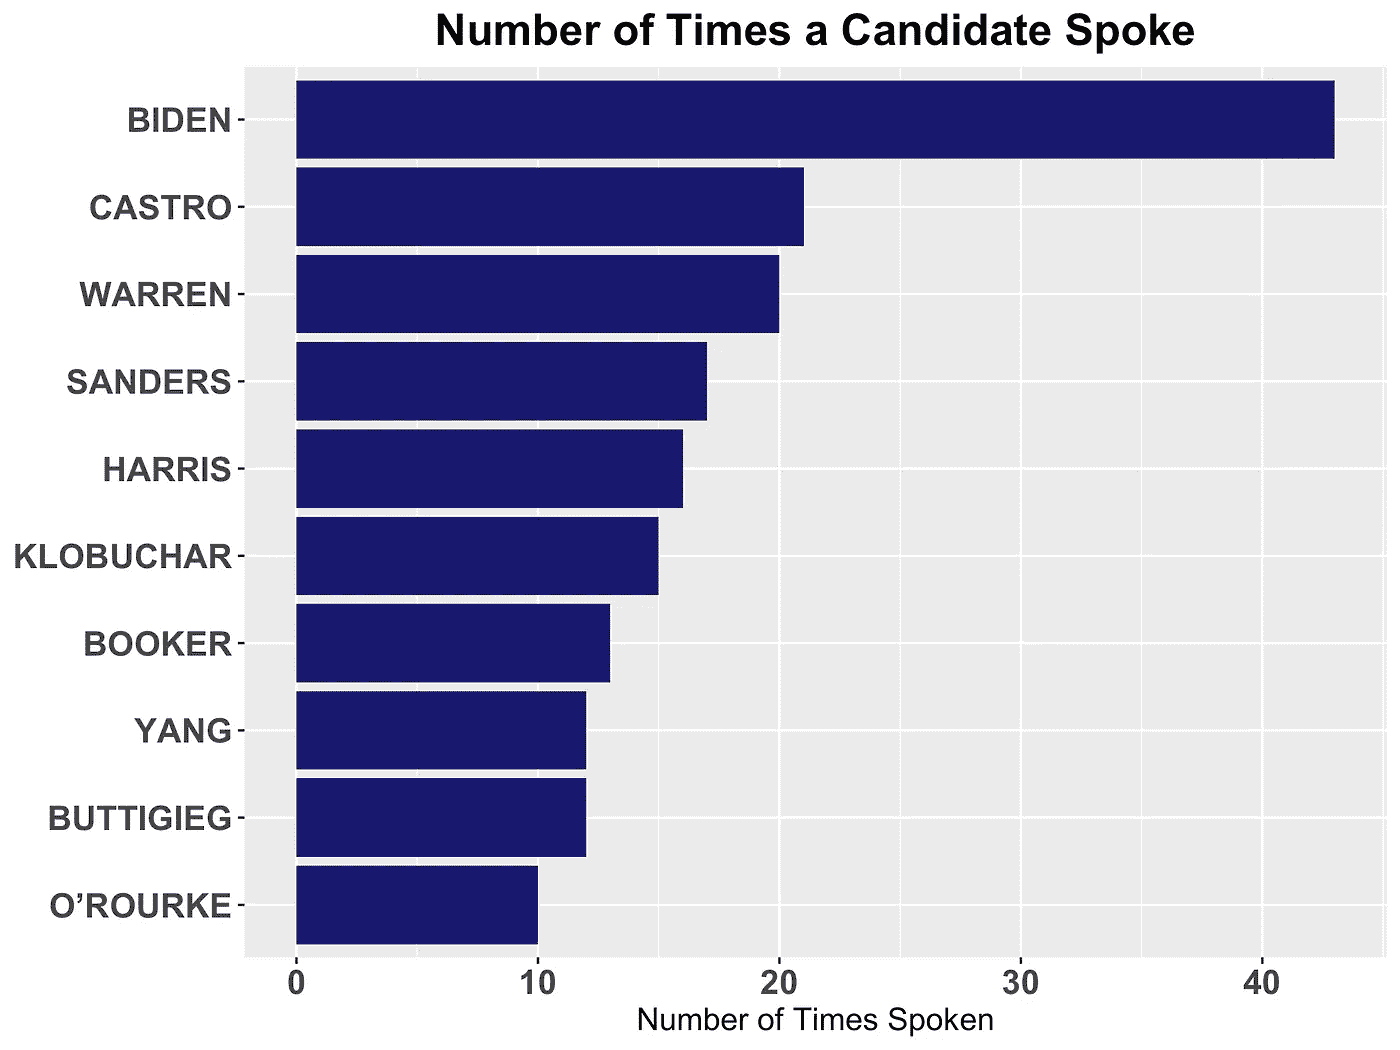 Number of Times a Candidate Spoke
BIDEN
CASTRO
WARREN
SANDERS
HARRIS
KLOBUCHAR
BOOKER
YANG
BUTTIGIEG
O’ROURKE
0 10 20 30 40
Number of Times Spoken